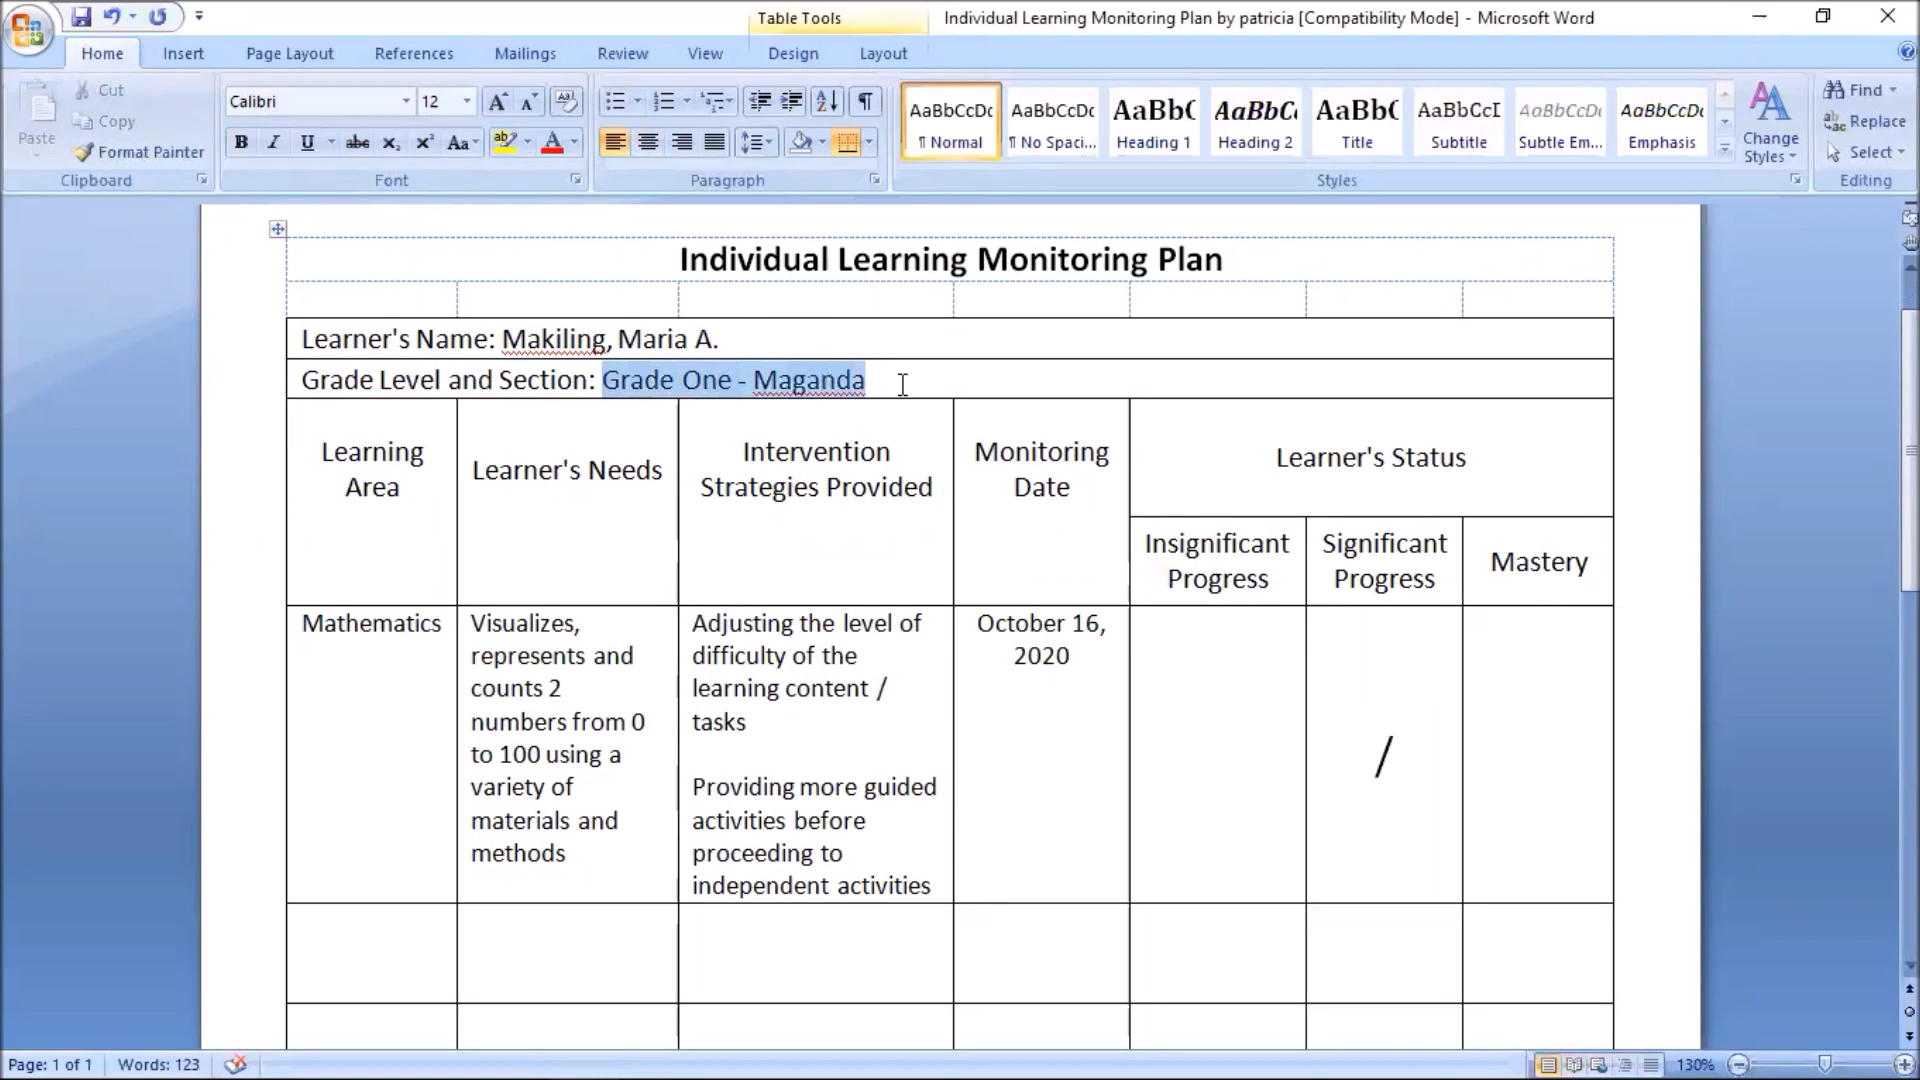 Table Tools
Individual Learning Monitoring Plan by patricia [Compatibility Mode] - Microsoft Word
Home Insert Page Layout References Mailings Review View Design Layout
Paste
Cut
Copy
Format Painter
Clipboard
Calibri 12
B I U abc x₂ x² Aa ab A
Font
Paragraph
AaBbCcDc AaBbCcDc AaBbC AaBbC AaBbC AaBbCcI AaBbCcDc AaBbCcDc
¶ Normal ¶ No Spaci... Heading 1 Heading 2 Title Subtitle Subtle Em... Emphasis
Change
Styles
Styles
Find
Replace
Select
Editing
Individual Learning Monitoring Plan
Learner's Name: Makiling, Maria A.
Grade Level and Section: Grade One - Maganda
Learning
Area
Learner's Needs
Intervention
Strategies Provided
Monitoring
Date
Learner's Status
Insignificant
Progress
Significant
Progress
Mastery
Mathematics
Visualizes,
represents and
counts 2
numbers from 0
to 100 using a
variety of
materials and
methods
Adjusting the level of
difficulty of the
learning content /
tasks
Providing more guided
activities before
proceeding to
independent activities
October 16,
2020
/
Page: 1 of 1 Words: 123
130%